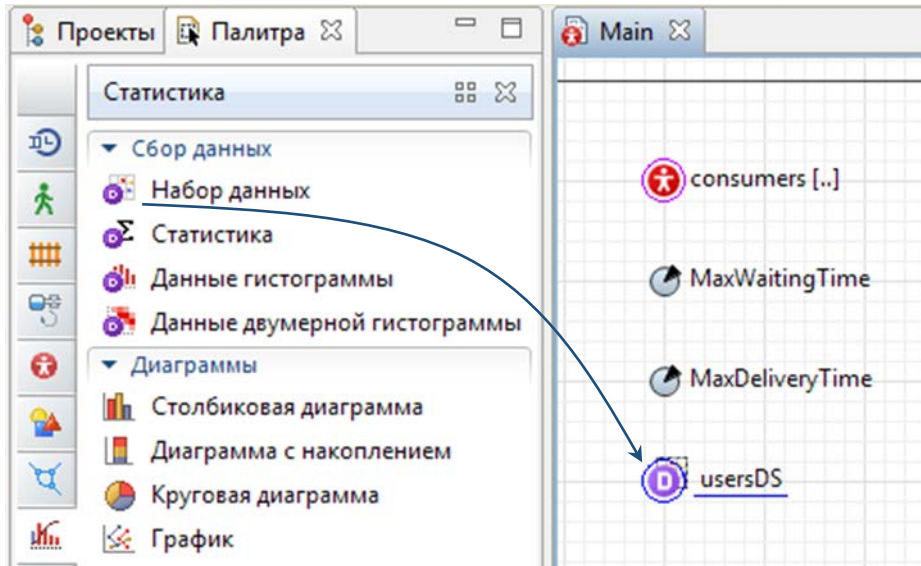 Проекты
Палитра
Main
Статистика
Сбор данных
Набор данных
Статистика
Данные гистограммы
Данные двумерной гистограммы
Диаграммы
Столбиковая диаграмма
Диаграмма с накоплением
Круговая диаграмма
График
consumers [..]
MaxWaitingTime
MaxDeliveryTime
D usersDS